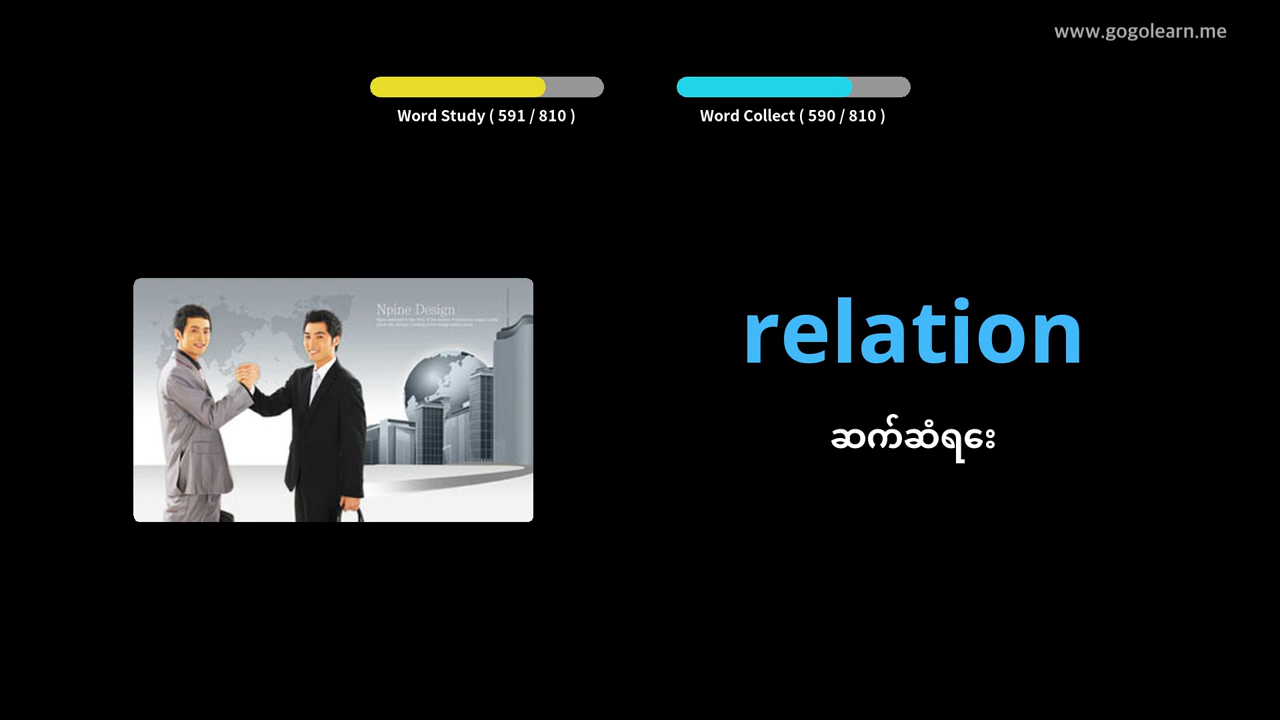 www.gogolearn.me
Word Study ( 591 / 810 )
Word Collect ( 590 / 810 )
Npine Design
relation
ဆက်ဆံရေး